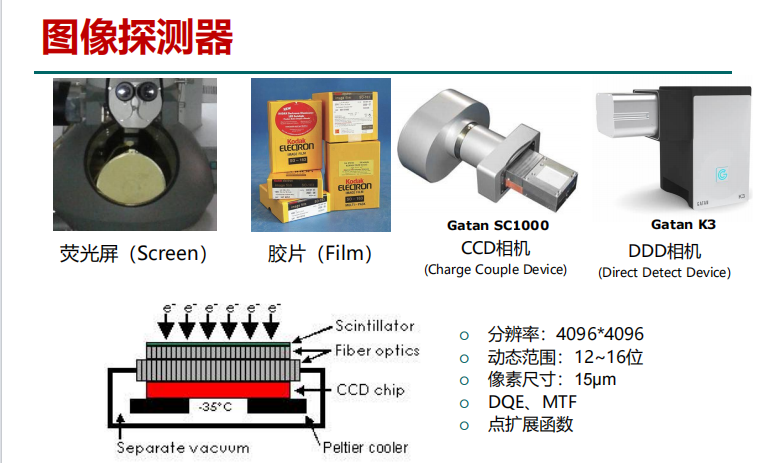 图像探测器
Kodak
ELECTRON
Kodak
ELECTRON
K3
Gatan SC1000
Gatan K3
荧光屏（Screen）
胶片（Film）
CCD相机
DDD相机
(Charge Couple Device)
(Direct Detect Device)
e- e- e- e- e- e-
Scintillator
Fiber optics
CCD chip
-35°C
Separate vacuum
Peltier cooler
分辨率：4096*4096
动态范围：12~16位
像素尺寸：15μm
DQE、MTF
点扩展函数